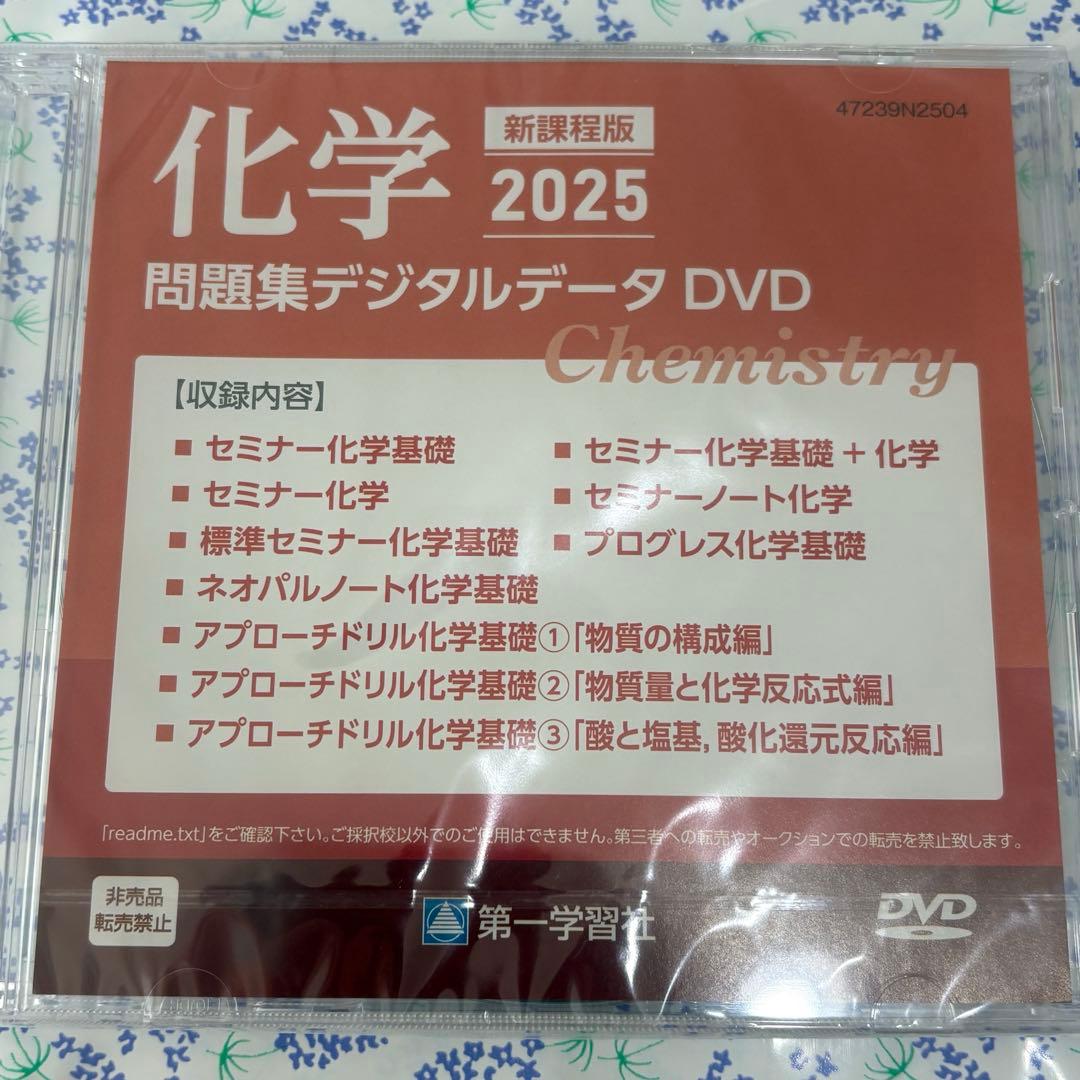 47239N2504
化学
新課程版
2025
問題集デジタルデータ DVD
Chemistry
【収録内容】
■ セミナー化学基礎
■ セミナー化学基礎 + 化学
■ セミナー化学
■ セミナーノート化学
■ 標準セミナー化学基礎
■ プログレス化学基礎
■ ネオパルノート化学基礎
■ アプローチドリル化学基礎①「物質の構成編」
■ アプローチドリル化学基礎②「物質量と化学反応式編」
■ アプローチドリル化学基礎③「酸と塩基,酸化還元反応編」
「readme.txt」をご確認下さい。ご採択校以外でのご使用はできません。第三者への転売やオークションでの転売を禁止致します。
非売品
転売禁止
第一学習社
DVD